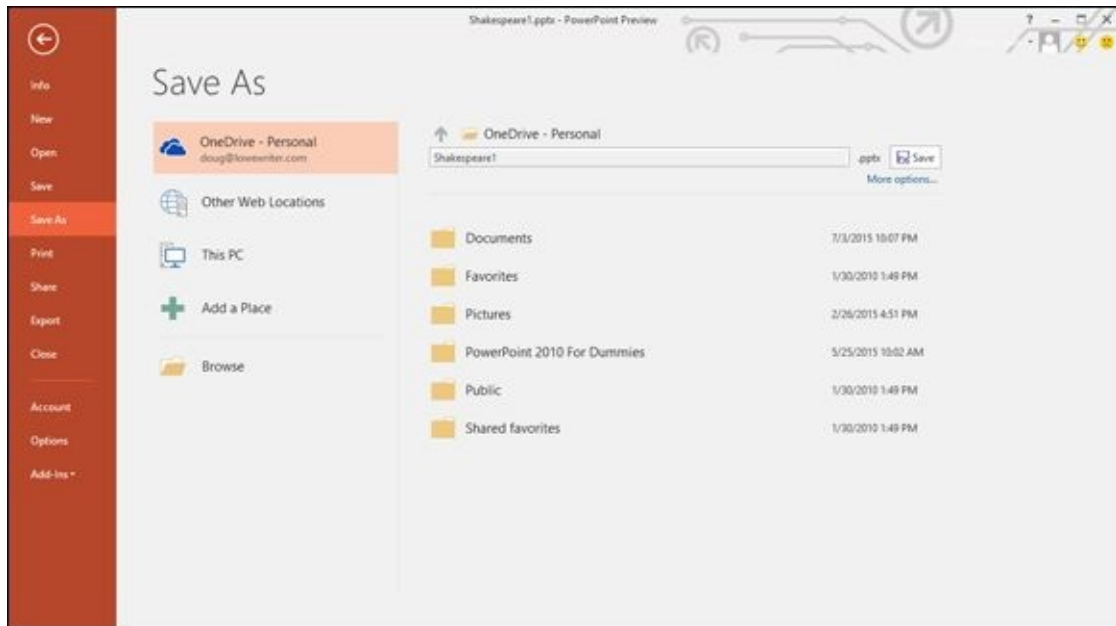 Shakespeare1.pptx - PowerPoint Preview
?
Info
New
Open
Save
Save As
Print
Share
Export
Close
Account
Options
Add-Ins
Save As
OneDrive - Personal
doug@lowewriter.com
Other Web Locations
This PC
Add a Place
Browse
OneDrive - Personal
Shakespeare1
.pptx
Save
More options...
Documents 7/3/2015 10:07 PM
Favorites 1/30/2010 1:49 PM
Pictures 2/26/2015 4:51 PM
PowerPoint 2010 For Dummies 5/25/2015 10:02 AM
Public 1/30/2010 1:49 PM
Shared favorites 1/30/2010 1:49 PM